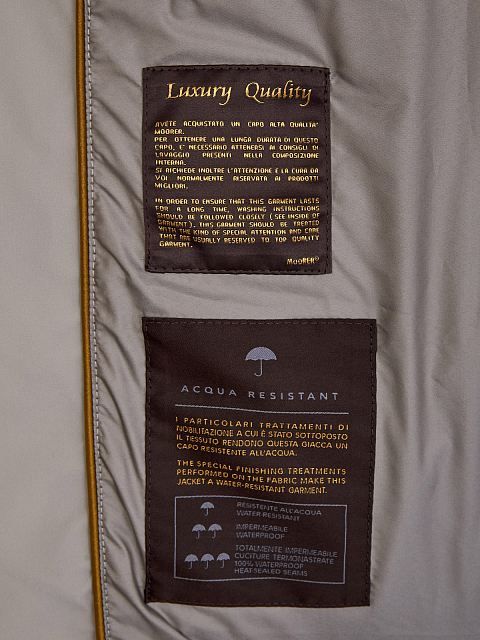 Luxury Quality
AVETE ACQUISTATO UN CAPO ALTA QUALITA'
MOORER.
PER OTTENERE UNA LUNGA DURATA DI QUESTO
CAPO, E' NECESSARIO ATTENERSI AI CONSIGLI DI
LAVAGGIO PRESENTI NELLA COMPOSIZIONE
INTERNA.
SI RICHIEDE INOLTRE L'ATTENZIONE E LA CURA DA
VOI NORMALMENTE RISERVATA AI PRODOTTI
MIGLIORI.
IN ORDER TO ENSURE THAT THIS GARMENT LASTS
FOR A LONG TIME, WASHING INSTRUCTIONS
SHOULD BE FOLLOWED CLOSELY (SEE INSIDE OF
GARMENT). THIS GARMENT SHOULD BE TREATED
WITH THE KIND OF SPECIAL ATTENTION AND CARE
THAT ARE USUALLY RESERVED TO TOP QUALITY
GARMENT.
MooRER®
ACQUA RESISTANT
I PARTICOLARI TRATTAMENTI DI
NOBILITAZIONE A CUI È STATO SOTTOPOSTO
IL TESSUTO RENDONO QUESTA GIACCA UN
CAPO RESISTENTE ALL'ACQUA.
THE SPECIAL FINISHING TREATMENTS
PERFORMED ON THE FABRIC MAKE THIS
JACKET A WATER-RESISTANT GARMENT.
RESISTENTE ALL'ACQUA
WATER RESISTANT
IMPERMEABILE
WATERPROOF
TOTALMENTE IMPERMEABILE
CUCITURE TERMONASTRATE
100% WATERPROOF
HEAT-SEALED SEAMS